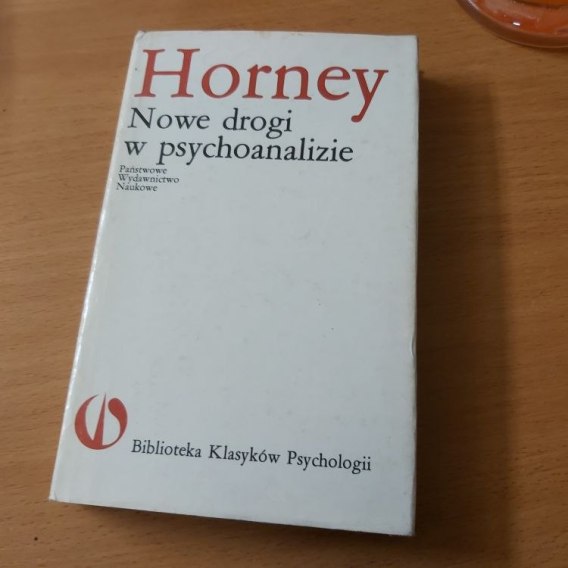 Horney
Nowe drogi
w psychoanalizie
Państwowe
Wydawnictwo
Naukowe
Biblioteka Klasyków Psychologii